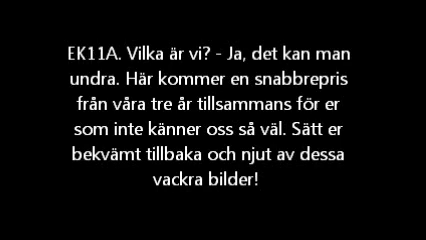 EK11A. Vilka är vi? - Ja, det kan man
undra. Här kommer en snabbrepris
från våra tre år tillsammans för er
som inte känner oss så väl. Sätt er
bekvämt tillbaka och njut av dessa
vackra bilder!